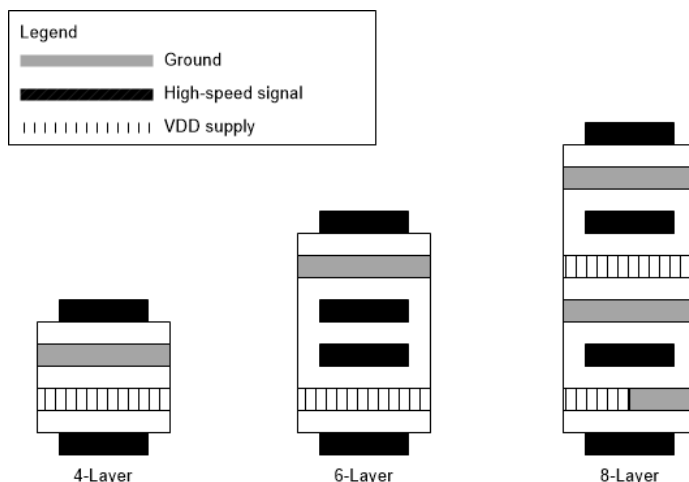 Legend
Ground
High-speed signal
VDD supply
4-Layer
6-Layer
8-Layer